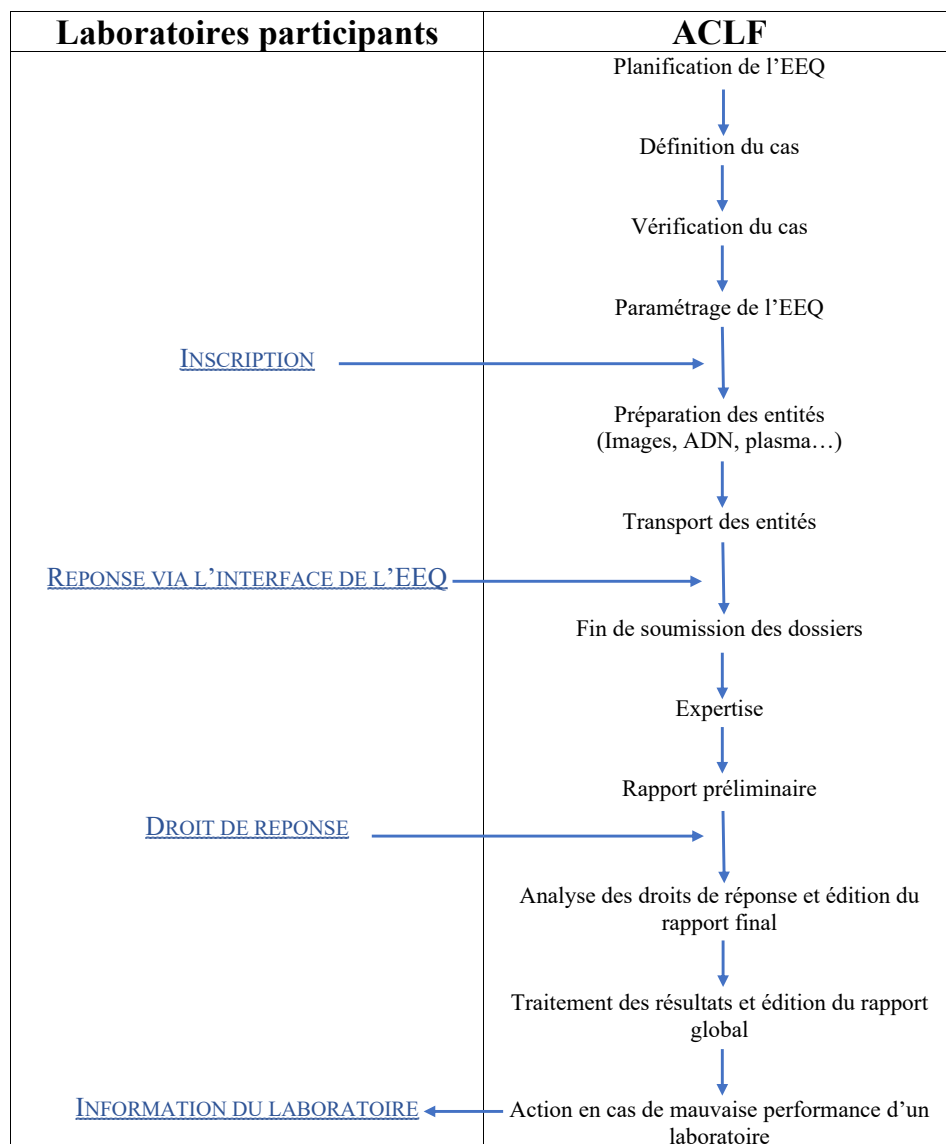 Laboratoires participants
ACLF
Planification de l’EEQ
Définition du cas
Vérification du cas
Paramétrage de l’EEQ
INSCRIPTION
Préparation des entités
(Images, ADN, plasma…)
Transport des entités
REPONSE VIA L’INTERFACE DE L’EEQ
Fin de soumission des dossiers
Expertise
Rapport préliminaire
DROIT DE REPONSE
Analyse des droits de réponse et édition du
rapport final
Traitement des résultats et édition du rapport
global
INFORMATION DU LABORATOIRE
Action en cas de mauvaise performance d’un
laboratoire